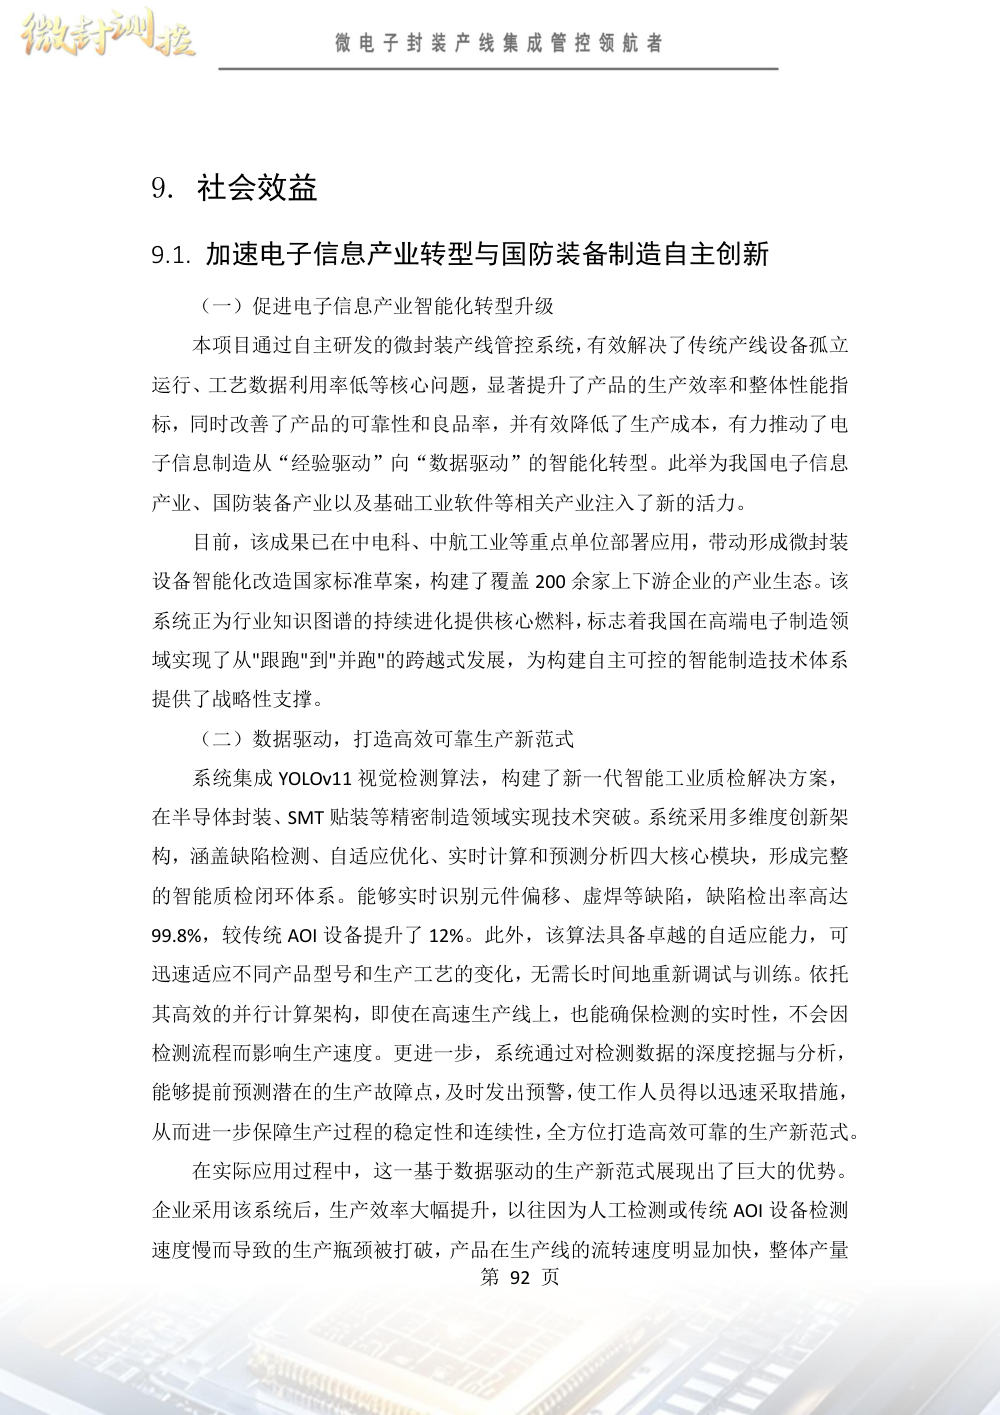 微封测控
微电子封装产线集成管控领航者
9. 社会效益
9.1. 加速电子信息产业转型与国防装备制造自主创新
（一）促进电子信息产业智能化转型升级
本项目通过自主研发的微封装产线管控系统，有效解决了传统产线设备孤立
运行、工艺数据利用率低等核心问题，显著提升了产品的生产效率和整体性能指
标，同时改善了产品的可靠性和良品率，并有效降低了生产成本，有力推动了电
子信息制造从“经验驱动”向“数据驱动”的智能化转型。此举为我国电子信息
产业、国防装备产业以及基础工业软件等相关产业注入了新的活力。
目前，该成果已在中电科、中航工业等重点单位部署应用，带动形成微封装
设备智能化改造国家标准草案，构建了覆盖 200 余家上下游企业的产业生态。该
系统正为行业知识图谱的持续进化提供核心燃料，标志着我国在高端电子制造领
域实现了从"跟跑"到"并跑"的跨越式发展，为构建自主可控的智能制造技术体系
提供了战略性支撑。
（二）数据驱动，打造高效可靠生产新范式
系统集成 YOLOv11 视觉检测算法，构建了新一代智能工业质检解决方案，
在半导体封装、SMT 贴装等精密制造领域实现技术突破。系统采用多维度创新架
构，涵盖缺陷检测、自适应优化、实时计算和预测分析四大核心模块，形成完整
的智能质检闭环体系。能够实时识别元件偏移、虚焊等缺陷，缺陷检出率高达
99.8%，较传统 AOI 设备提升了 12%。此外，该算法具备卓越的自适应能力，可
迅速适应不同产品型号和生产工艺的变化，无需长时间地重新调试与训练。依托
其高效的并行计算架构，即使在高速生产线上，也能确保检测的实时性，不会因
检测流程而影响生产速度。更进一步，系统通过对检测数据的深度挖掘与分析，
能够提前预测潜在的生产故障点，及时发出预警，使工作人员得以迅速采取措施，
从而进一步保障生产过程的稳定性和连续性，全方位打造高效可靠的生产新范式。
在实际应用过程中，这一基于数据驱动的生产新范式展现出了巨大的优势。
企业采用该系统后，生产效率大幅提升，以往因为人工检测或传统 AOI 设备检测
速度慢而导致的生产瓶颈被打破，产品在生产线的流转速度明显加快，整体产量
第 92 页